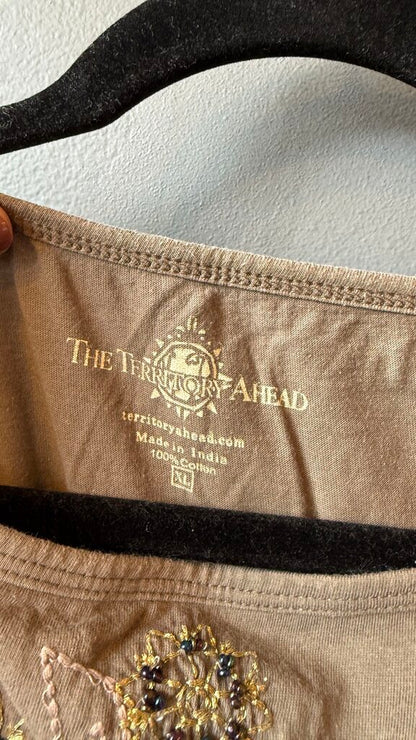 THE TERRITORY AHEAD
territoryahead.com
Made in India
100% Cotton
XL